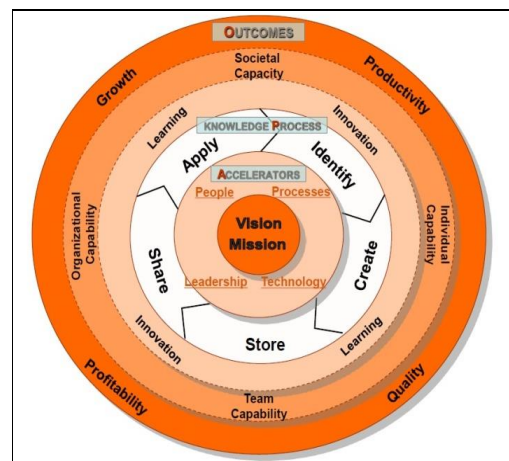 OUTCOMES
Growth
Productivity
Societal
Capacity
Learning
Innovation
KNOWLEDGE PROCESS
Apply
Identify
ACCELERATORS
People
Processes
Vision
Mission
Organizational
Capability
Individual
Capability
Share
Create
Leadership
Technology
Store
Innovation
Learning
Team
Capability
Profitability
Quality